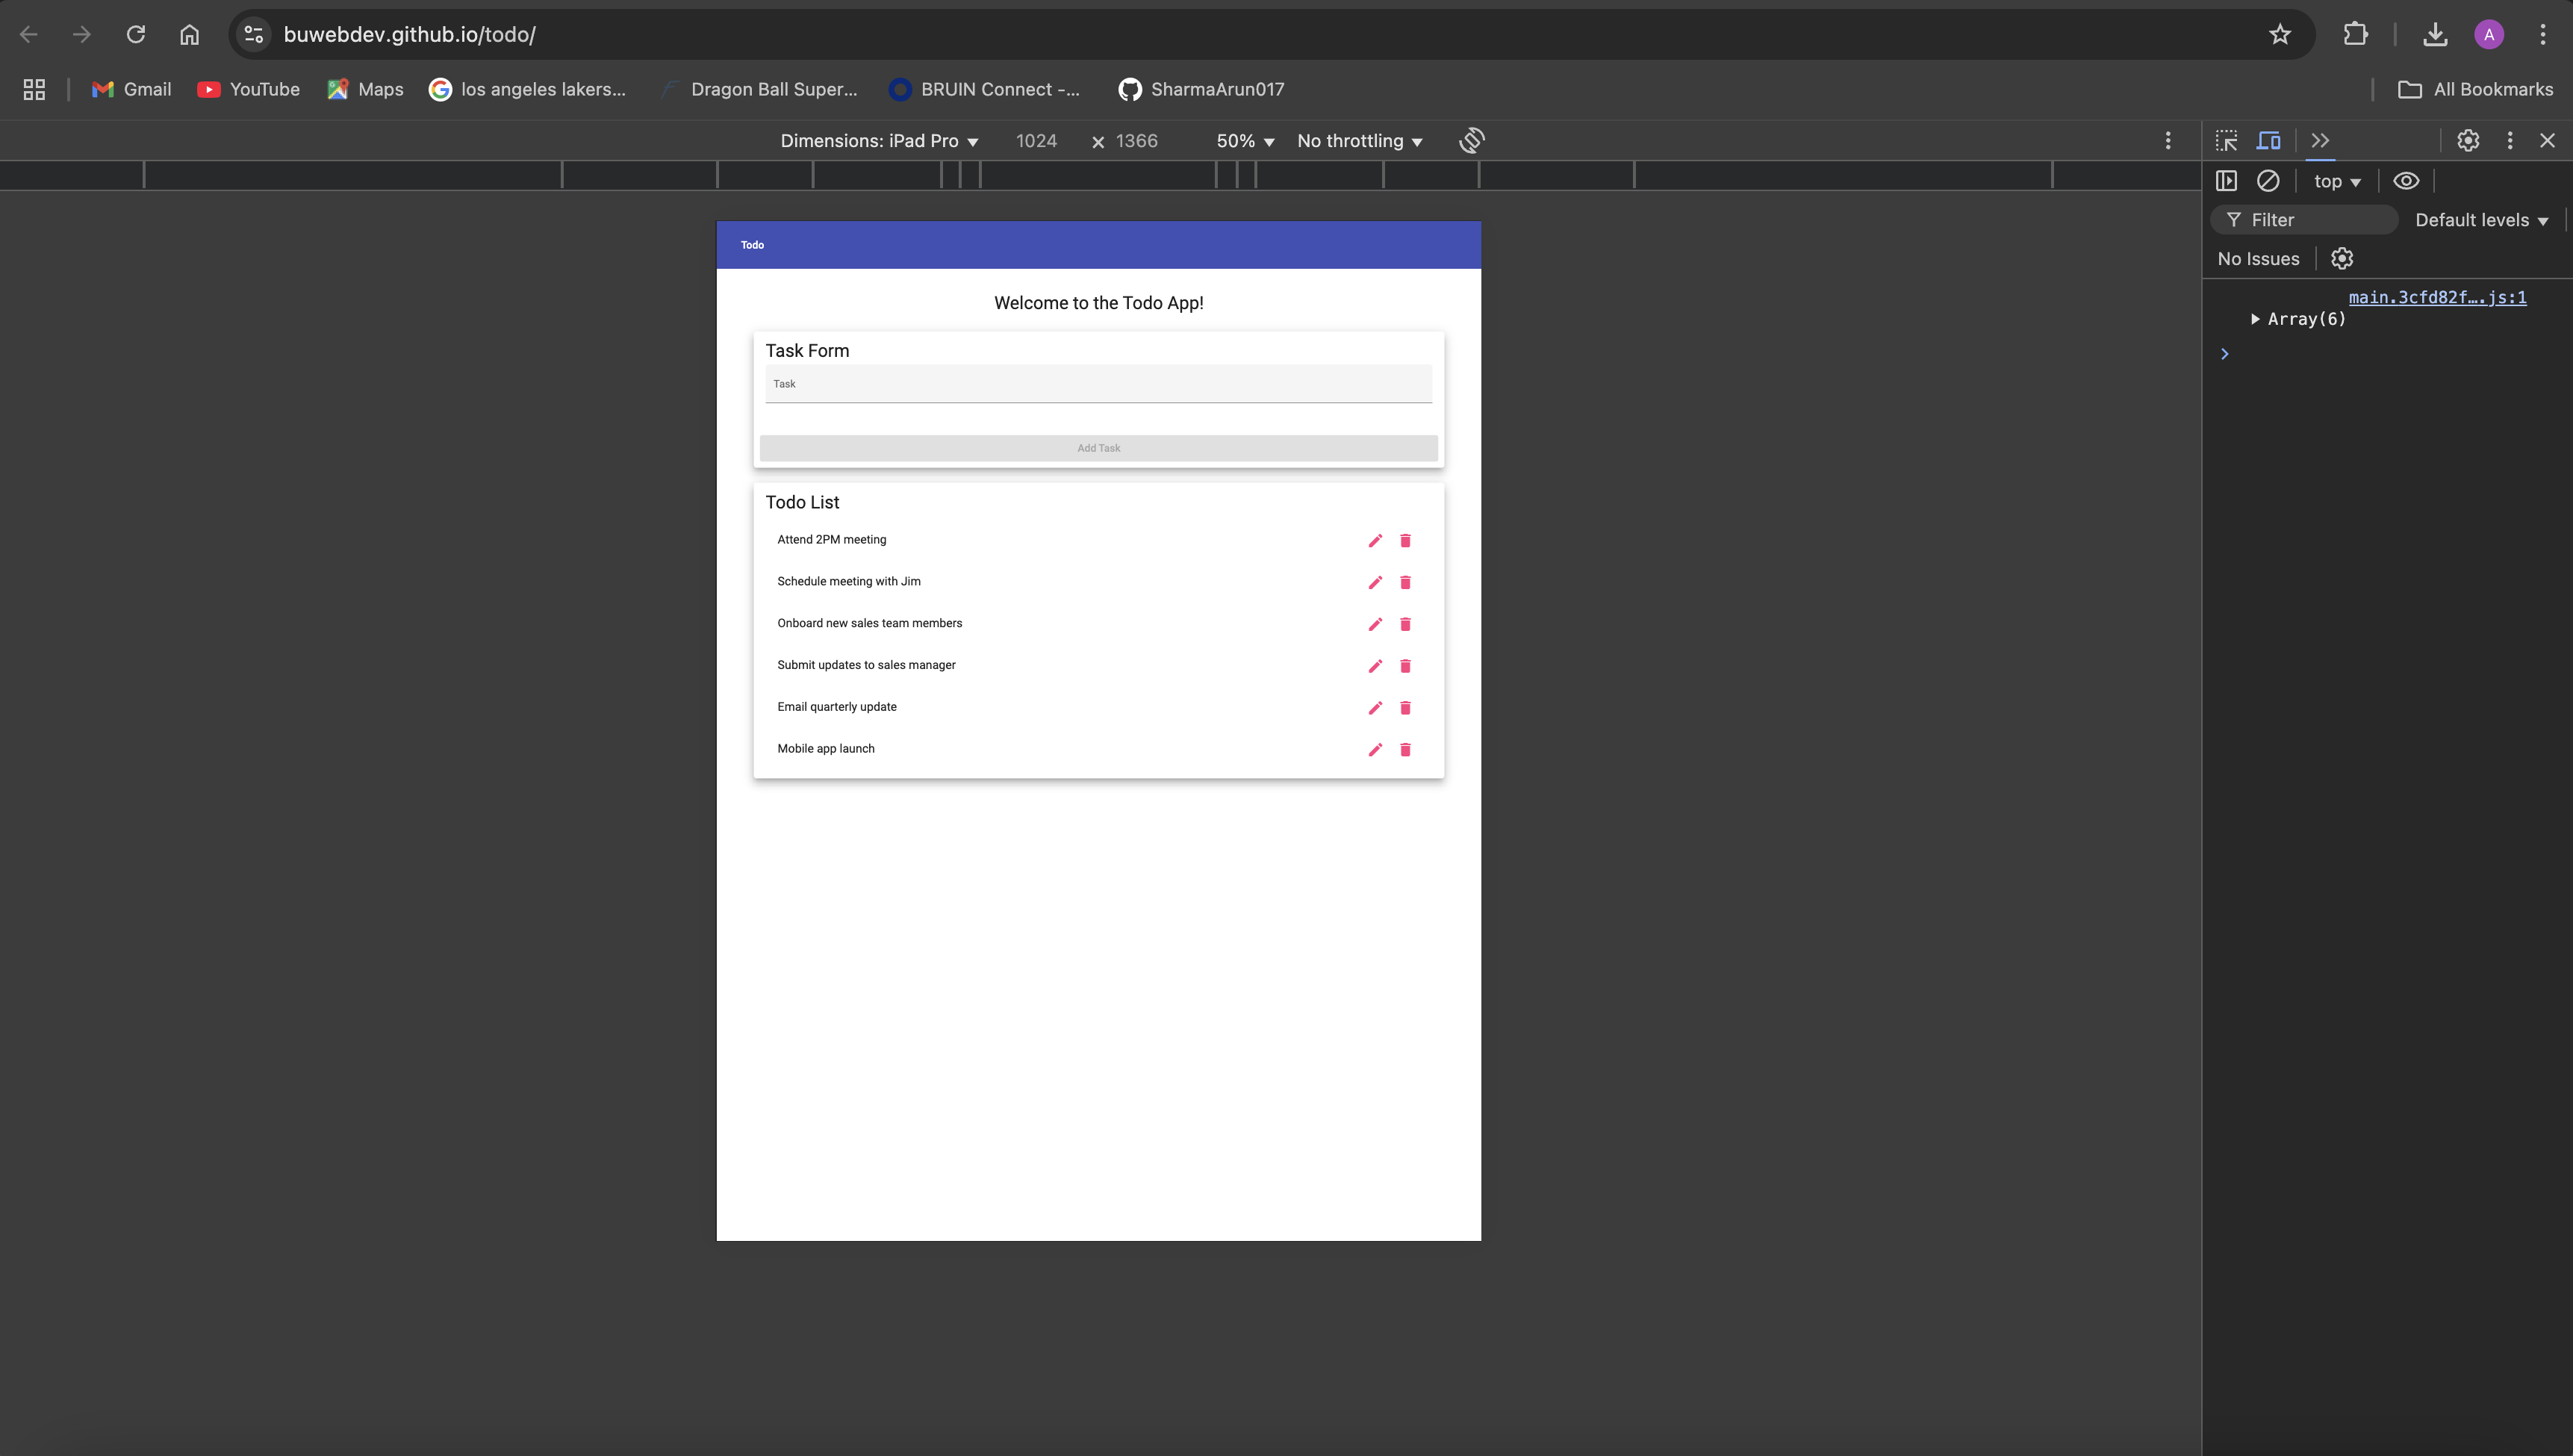 buwebdev.github.io/todo/
A
Gmail YouTube Maps los angeles lakers... Dragon Ball Super... BRUIN Connect -... SharmaArun017 All Bookmarks
Dimensions: iPad Pro 1024 × 1366 50% No throttling
top
Filter Default levels
No Issues
main.3cfd82f….js:1
Array(6)
Todo
Welcome to the Todo App!
Task Form
Task
Add Task
Todo List
Attend 2PM meeting
Schedule meeting with Jim
Onboard new sales team members
Submit updates to sales manager
Email quarterly update
Mobile app launch